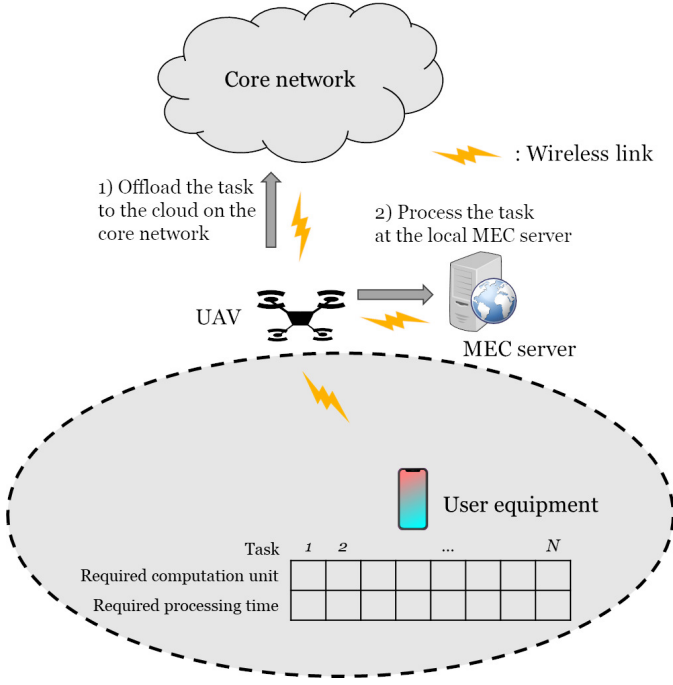 Core network
: Wireless link
1) Offload the task
to the cloud on the
core network
2) Process the task
at the local MEC server
UAV
MEC server
User equipment
Task 1 2 ... N
Required computation unit
Required processing time